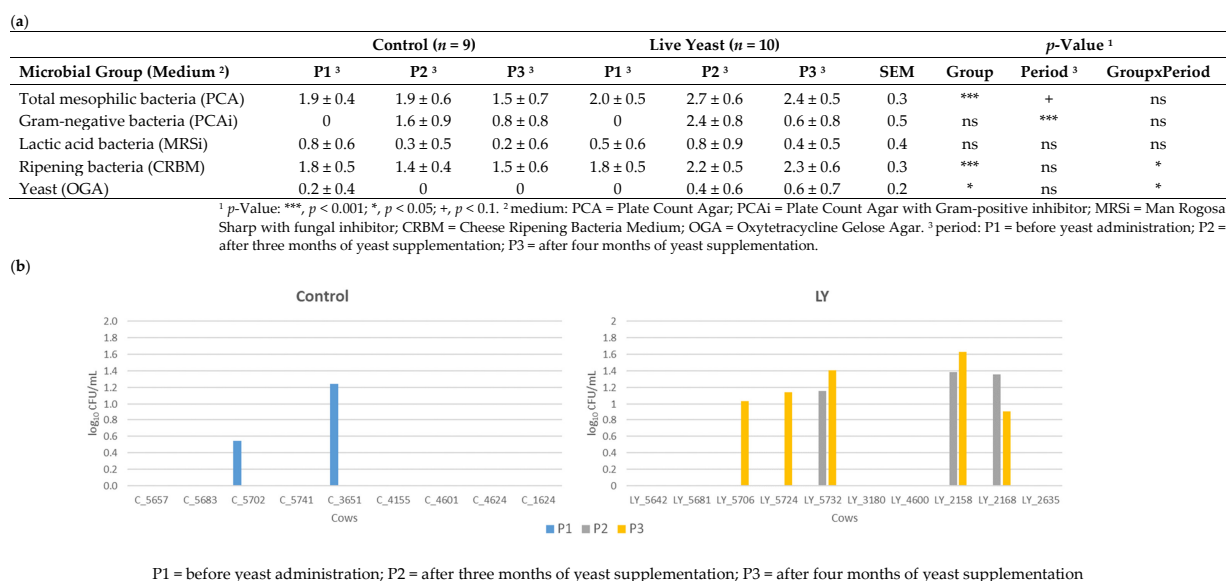 (a)
Control (n = 9) Live Yeast (n = 10) p-Value ¹
Microbial Group (Medium ²) P1 ³ P2 ³ P3 ³ P1 ³ P2 ³ P3 ³ SEM Group Period ³ GroupxPeriod
Total mesophilic bacteria (PCA) 1.9 ± 0.4 1.9 ± 0.6 1.5 ± 0.7 2.0 ± 0.5 2.7 ± 0.6 2.4 ± 0.5 0.3 *** + ns
Gram-negative bacteria (PCAi) 0 1.6 ± 0.9 0.8 ± 0.8 0 2.4 ± 0.8 0.6 ± 0.8 0.5 ns *** ns
Lactic acid bacteria (MRSi) 0.8 ± 0.6 0.3 ± 0.5 0.2 ± 0.6 0.5 ± 0.6 0.8 ± 0.9 0.4 ± 0.5 0.4 ns ns ns
Ripening bacteria (CRBM) 1.8 ± 0.5 1.4 ± 0.4 1.5 ± 0.6 1.8 ± 0.5 2.2 ± 0.5 2.3 ± 0.6 0.3 *** ns *
Yeast (OGA) 0.2 ± 0.4 0 0 0 0.4 ± 0.6 0.6 ± 0.7 0.2 * ns *
¹ p-Value: ***, p < 0.001; *, p < 0.05; +, p < 0.1. ² medium: PCA = Plate Count Agar; PCAi = Plate Count Agar with Gram-positive inhibitor; MRSi = Man Rogosa
Sharp with fungal inhibitor; CRBM = Cheese Ripening Bacteria Medium; OGA = Oxytetracycline Gelose Agar. ³ period: P1 = before yeast administration; P2 =
after three months of yeast supplementation; P3 = after four months of yeast supplementation.
(b)
Control
2.0
1.8
1.6
1.4
1.2
1.0
0.8
0.6
0.4
0.2
0.0
log₁₀ CFU/mL
C_5657 C_5683 C_5702 C_5741 C_3651 C_4155 C_4601 C_4624 C_1624
Cows
LY
2
1.8
1.6
1.4
1.2
1
0.8
0.6
0.4
0.2
0
log₁₀ CFU/mL
LY_5642 LY_5681 LY_5706 LY_5724 LY_5732 LY_3180 LY_4600 LY_2158 LY_2168 LY_2635
Cows
P1 P2 P3
P1 = before yeast administration; P2 = after three months of yeast supplementation; P3 = after four months of yeast supplementation